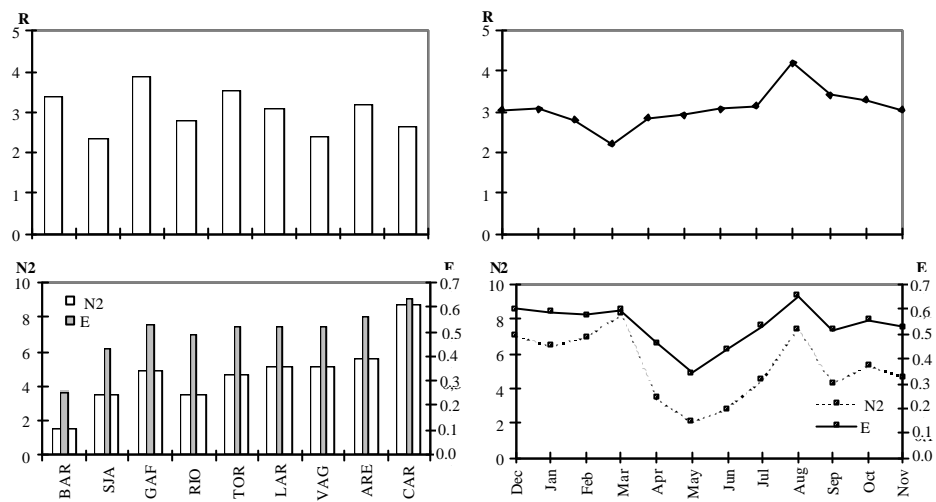 R
5
4
3
2
1
0
R
5
4
3
2
1
0
N2
10
8
6
4
2
0
N2
E
E
0.7
0.6
0.5
0.4
0.3
0.2
0.1
0.0
BAR
SJA
GAF
RIO
TOR
LAR
VAG
ARE
CAR
N2
10
8
6
4
2
0
E
0.7
0.6
0.5
0.4
0.3
0.2
0.1
N2
E
Dec
Jan
Feb
Mar
Apr
May
Jun
Jul
Aug
Sep
Oct
Nov